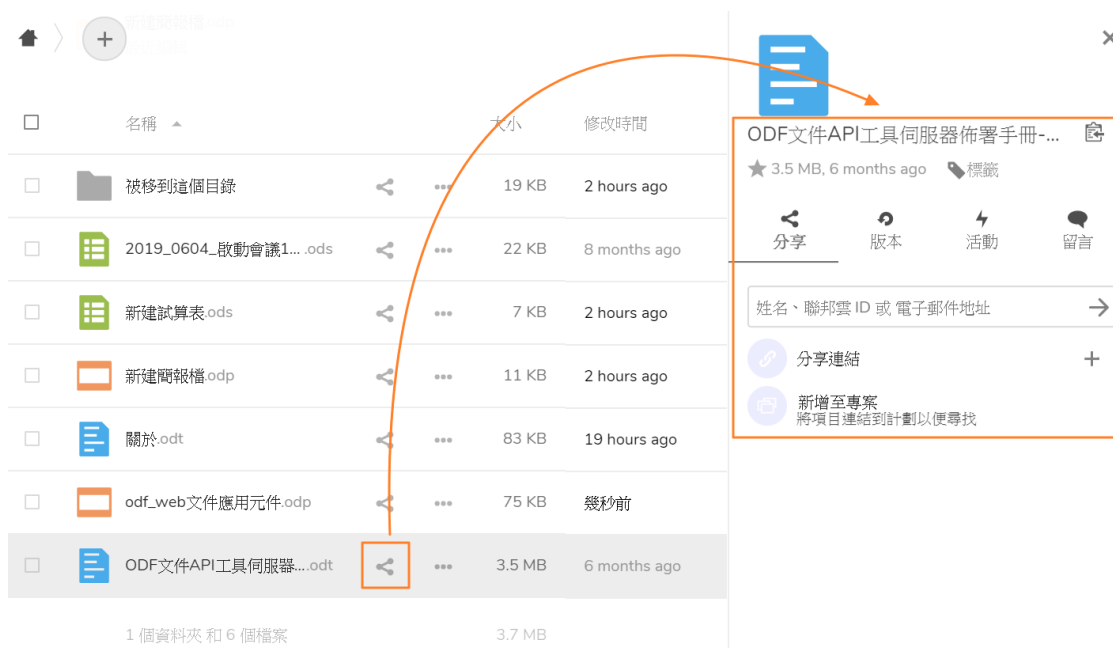 新建簡報檔.odp
名稱 大小 修改時間
被移到這個目錄 19 KB 2 hours ago
2019_0604_啟動會議1... .ods 22 KB 8 months ago
新建試算表.ods 7 KB 2 hours ago
新建簡報檔.odp 11 KB 2 hours ago
關於.odt 83 KB 19 hours ago
odf_web文件應用元件.odp 75 KB 幾秒前
ODF文件API工具伺服器....odt 3.5 MB 6 months ago
1 個資料夾 和 6 個檔案 3.7 MB
ODF文件API工具伺服器佈署手冊-...
3.5 MB, 6 months ago 標籤
分享 版本 活動 留言
姓名、聯邦雲 ID 或 電子郵件地址
分享連結
新增至專案
將項目連結到計劃以便尋找